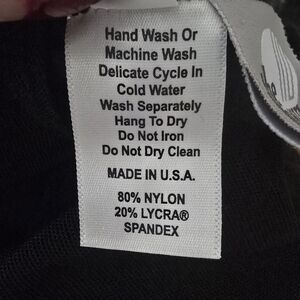 Hand Wash Or
Machine Wash
Delicate Cycle In
Cold Water
Wash Separately
Hang To Dry
Do Not Iron
Do Not Dry Clean
MADE IN U.S.A.
80% NYLON
20% LYCRA®
SPANDEX